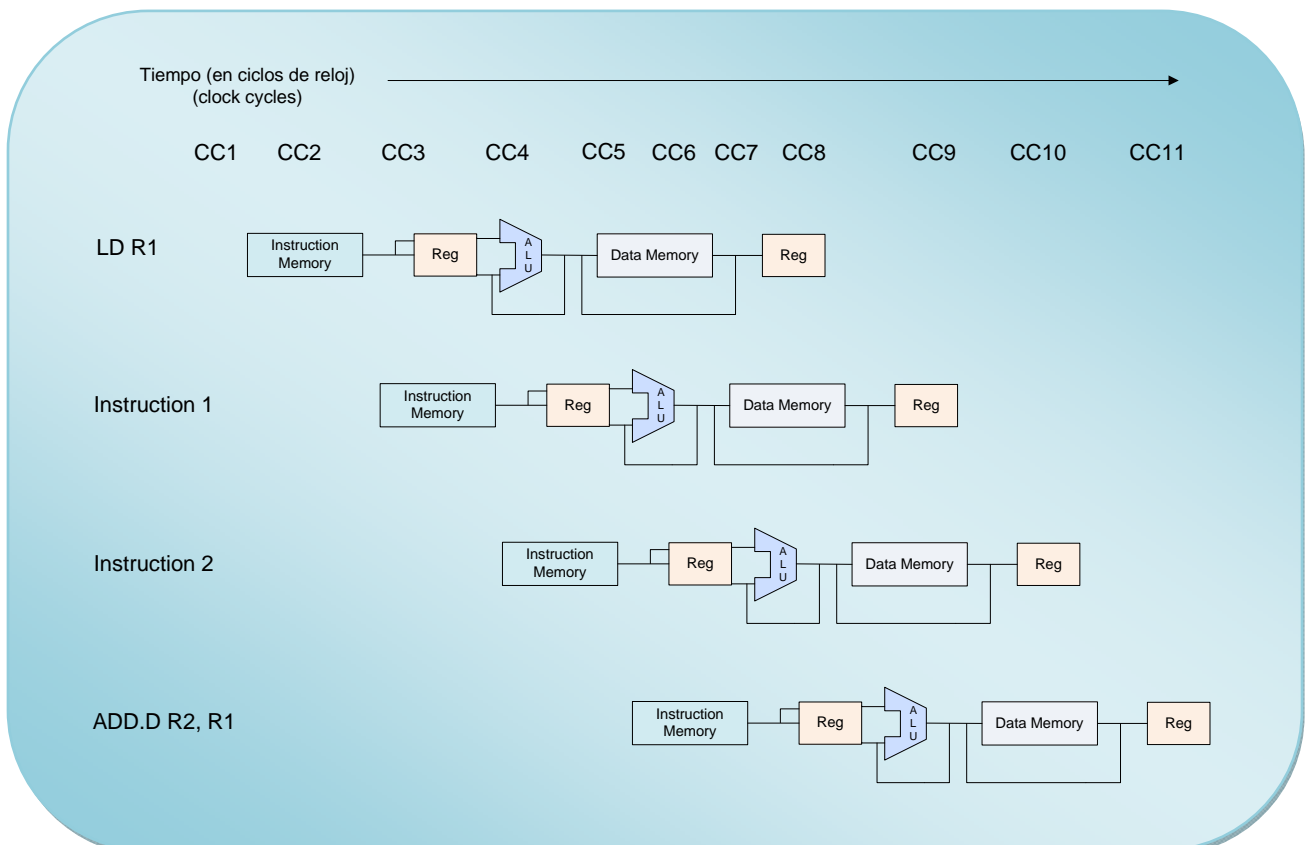 Tiempo (en ciclos de reloj)
(clock cycles)
CC1 CC2 CC3 CC4 CC5 CC6 CC7 CC8 CC9 CC10 CC11
LD R1
Instruction
Memory
Reg
A
L
U
Data Memory
Reg
Instruction 1
Instruction
Memory
Reg
A
L
U
Data Memory
Reg
Instruction 2
Instruction
Memory
Reg
A
L
U
Data Memory
Reg
ADD.D R2, R1
Instruction
Memory
Reg
A
L
U
Data Memory
Reg